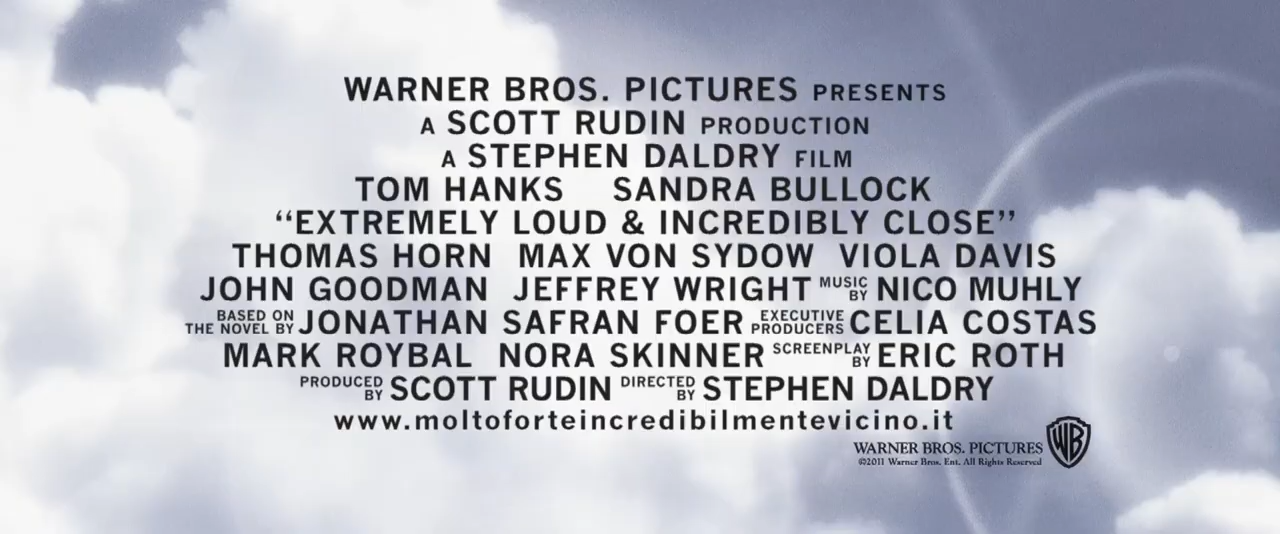 WARNER BROS. PICTURES PRESENTS
A SCOTT RUDIN PRODUCTION
A STEPHEN DALDRY FILM
TOM HANKS SANDRA BULLOCK
“EXTREMELY LOUD & INCREDIBLY CLOSE”
THOMAS HORN MAX VON SYDOW VIOLA DAVIS
JOHN GOODMAN JEFFREY WRIGHT MUSIC BY NICO MUHLY
BASED ON THE NOVEL BY JONATHAN SAFRAN FOER EXECUTIVE PRODUCERS CELIA COSTAS
MARK ROYBAL NORA SKINNER SCREENPLAY BY ERIC ROTH
PRODUCED BY SCOTT RUDIN DIRECTED BY STEPHEN DALDRY
www.moltoforteincredibilmentevicino.it
WARNER BROS. PICTURES WB
©2011 Warner Bros. Ent. All Rights Reserved